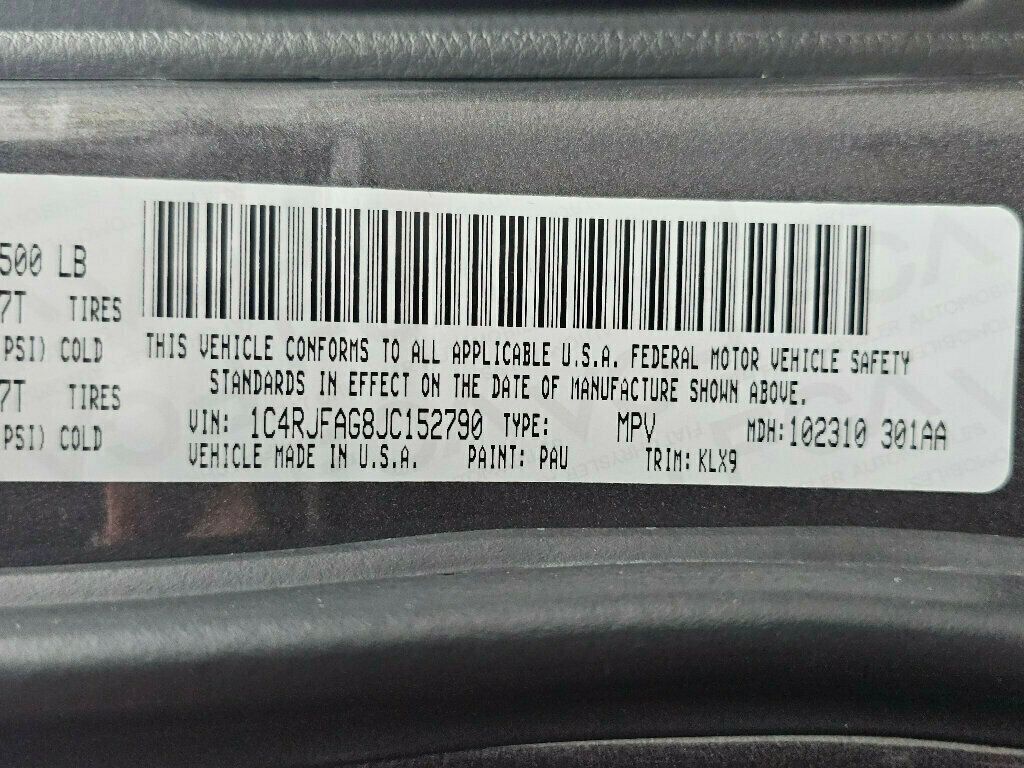 500 LB
7T TIRES
PSI) COLD
7T TIRES
PSI) COLD
THIS VEHICLE CONFORMS TO ALL APPLICABLE U.S.A. FEDERAL MOTOR VEHICLE SAFETY
STANDARDS IN EFFECT ON THE DATE OF MANUFACTURE SHOWN ABOVE.
VIN: 1C4RJFAG8JC152790 TYPE: MPV MDH:102310 301AA
VEHICLE MADE IN U.S.A. PAINT: PAU TRIM: KLX9